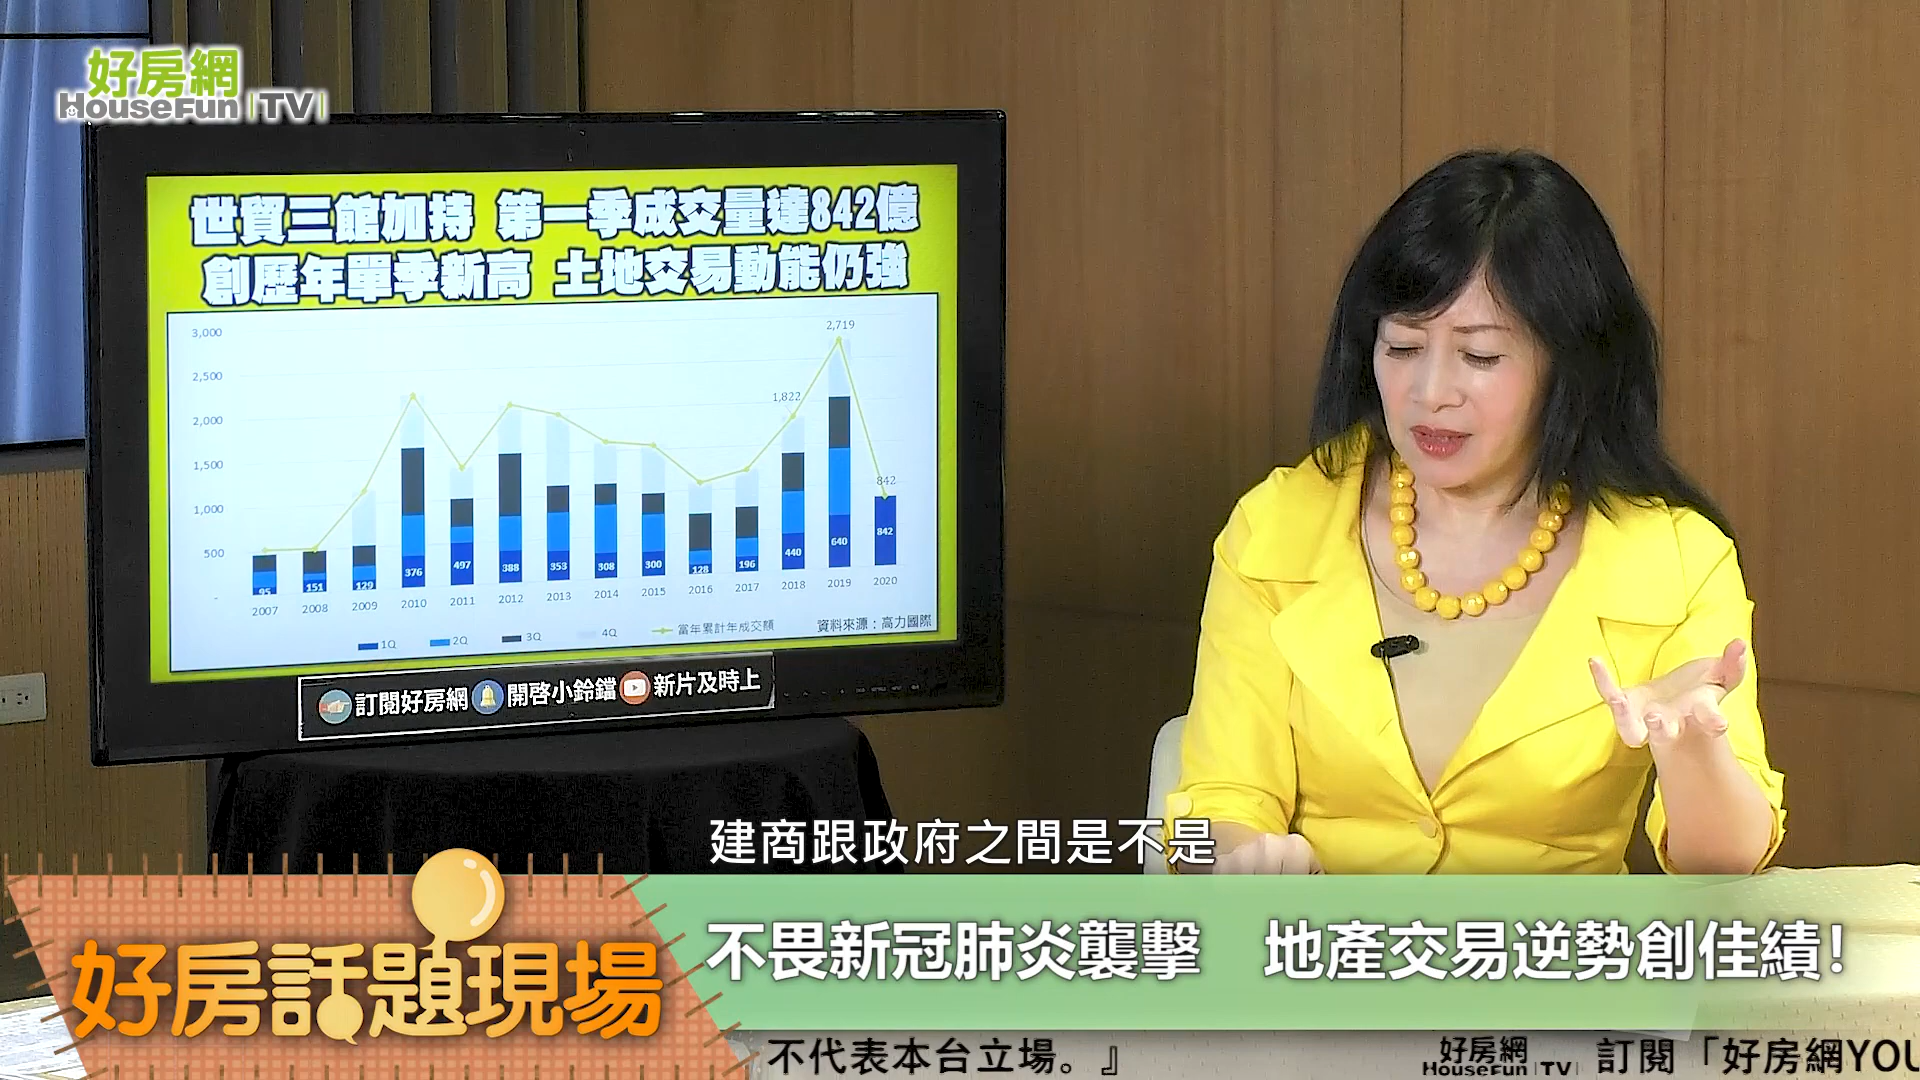 好房網
HouseFun TV
世貿三館加持 第一季成交量達842億
創歷年單季新高 土地交易動能仍強
3,000
2,500
2,000
1,500
1,000
500
-
2,719
1,822
842
95
151
129
376
497
388
353
308
300
128
196
440
640
842
2007 2008 2009 2010 2011 2012 2013 2014 2015 2016 2017 2018 2019 2020
1Q 2Q 3Q 4Q 當年累計年成交額
資料來源：高力國際
訂閱好房網 開啓小鈴鐺 新片及時上
建商跟政府之間是不是
好房話題現場
不畏新冠肺炎襲擊 地產交易逆勢創佳績!
不代表本台立場。』 好房網 HouseFun TV 訂閱「好房網YOU